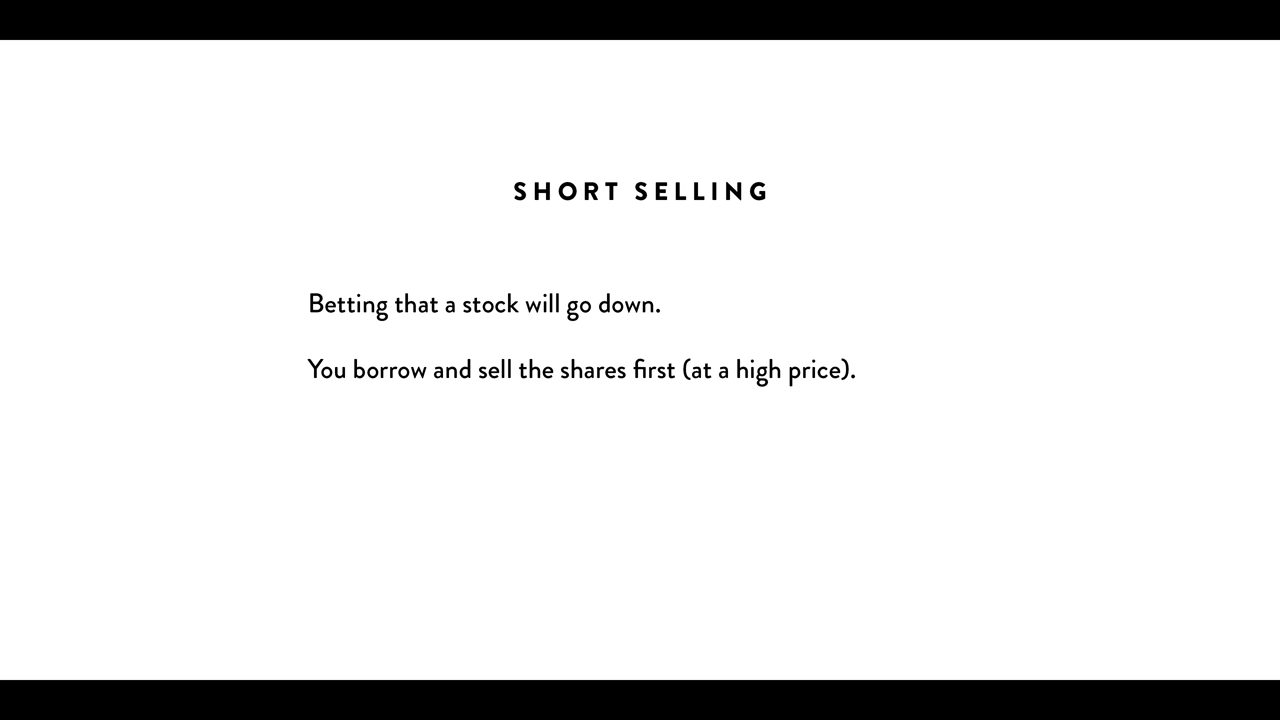 SHORT SELLING
Betting that a stock will go down.
You borrow and sell the shares first (at a high price).